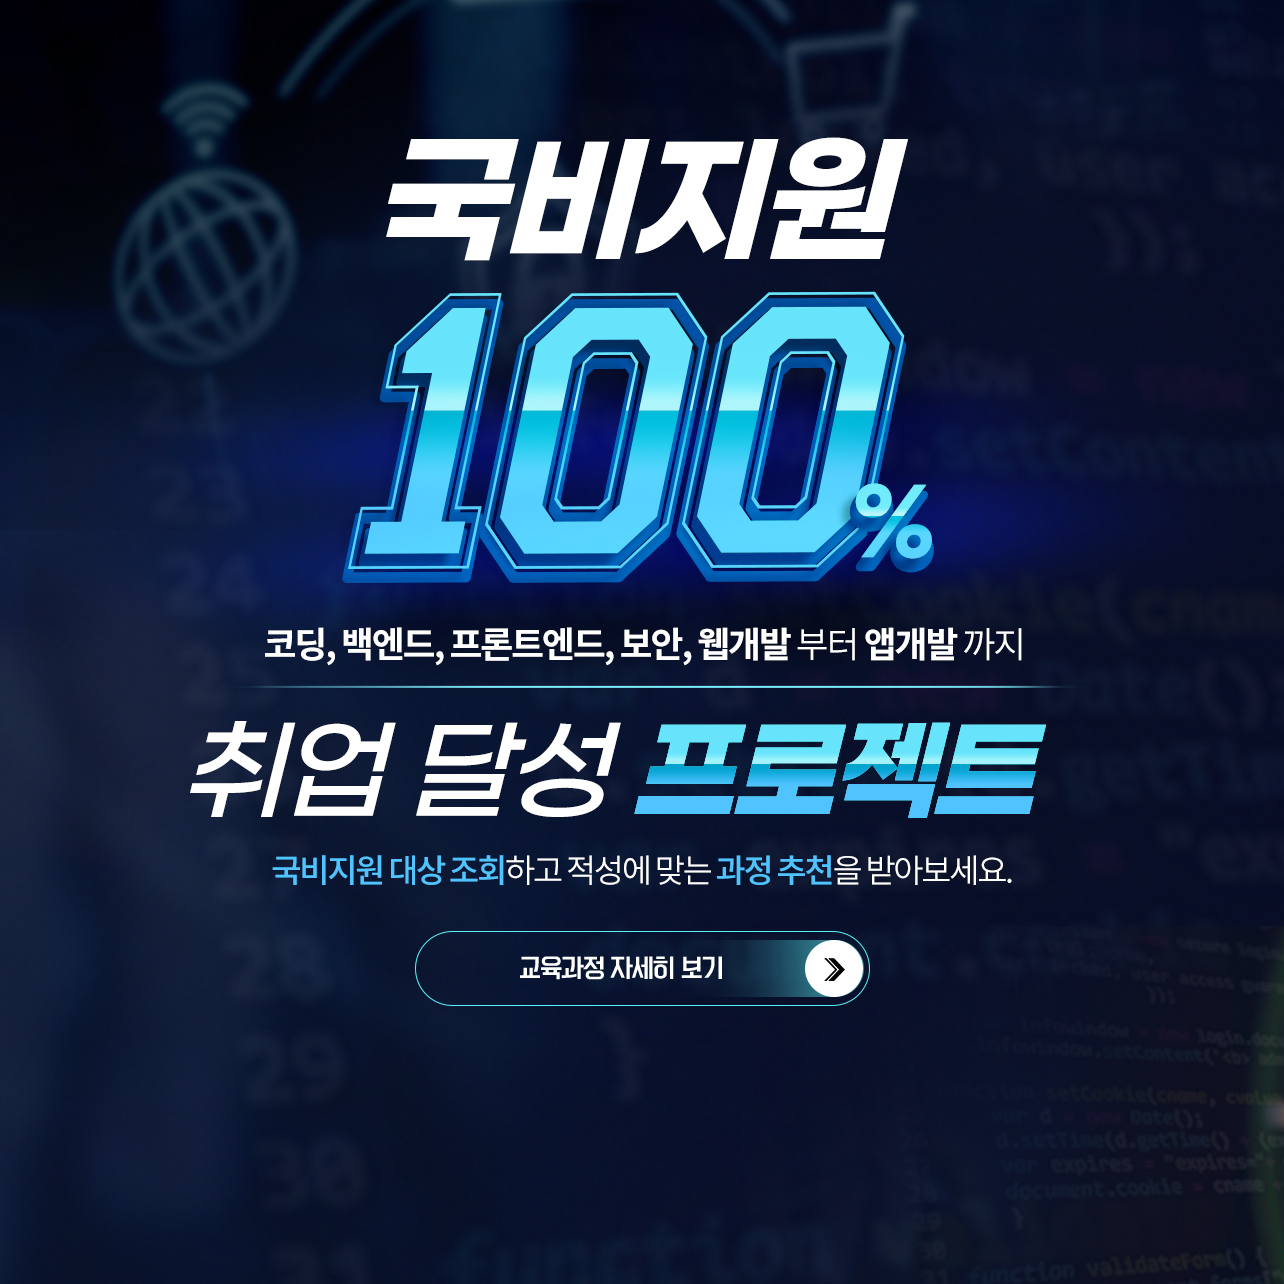 국비지원
100%
코딩, 백엔드, 프론트엔드, 보안, 웹개발 부터 앱개발 까지
취업 달성 프로젝트
국비지원 대상 조회하고 적성에 맞는 과정 추천을 받아보세요.
교육과정 자세히 보기